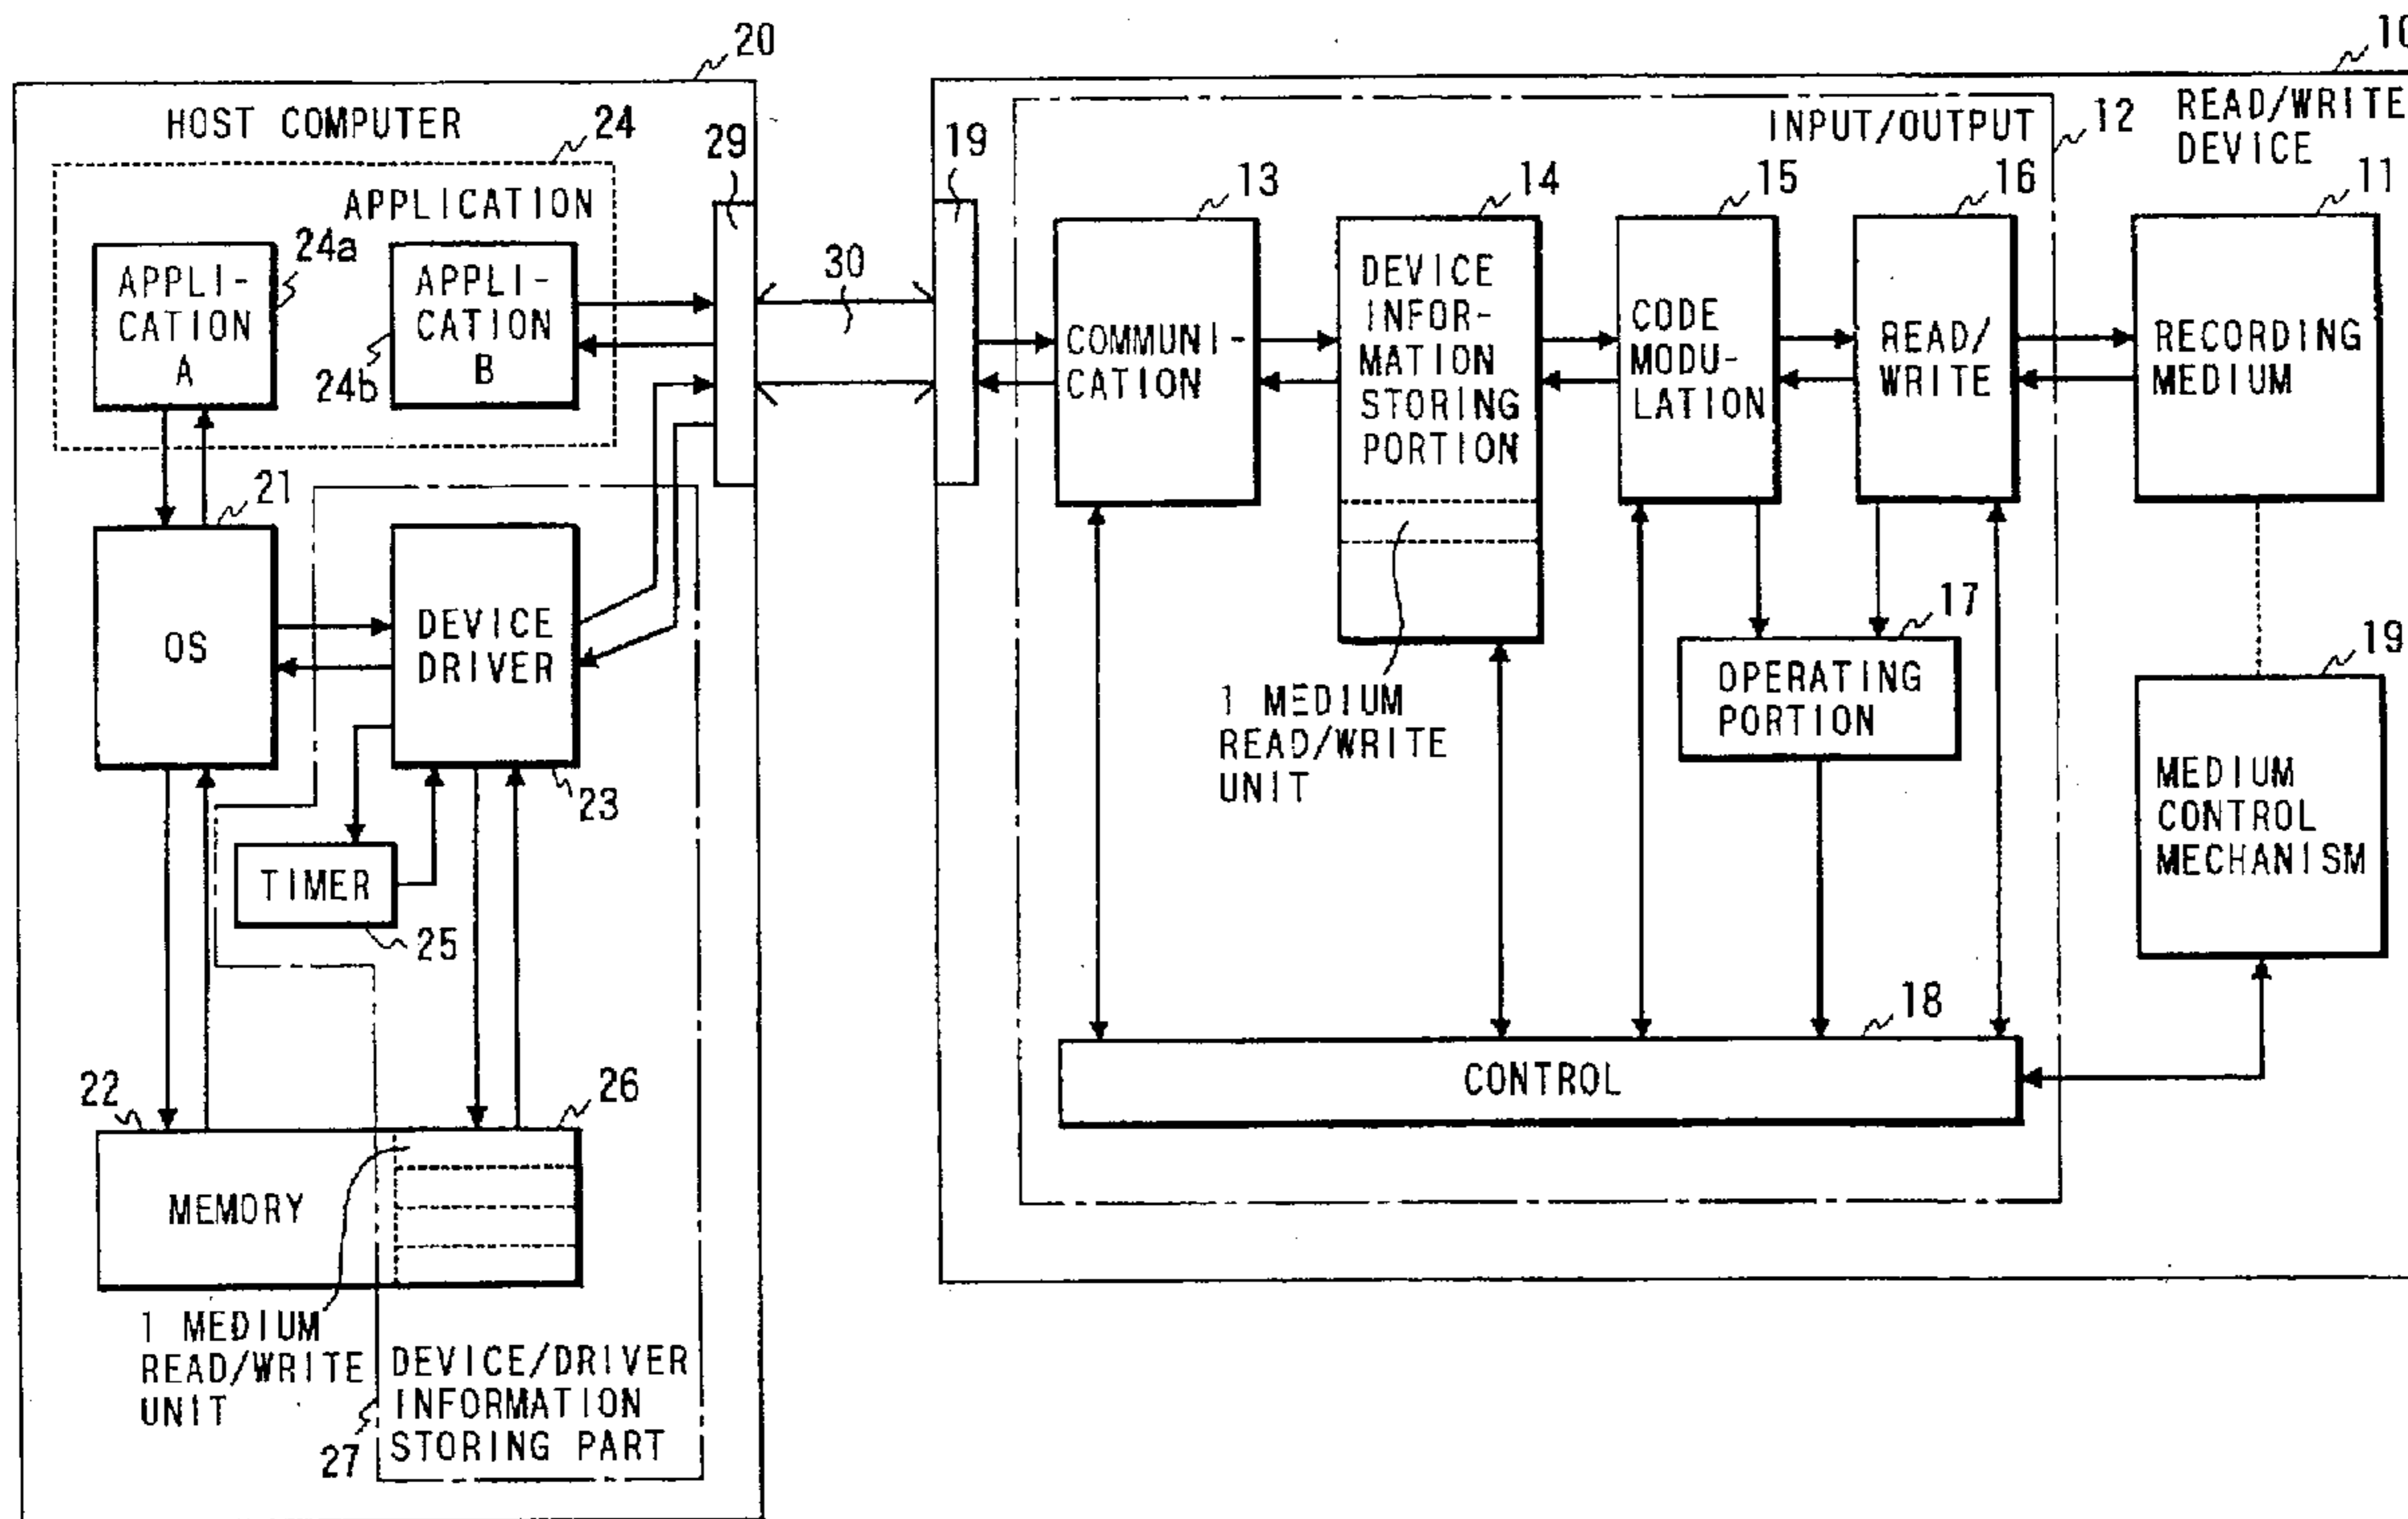 20
HOST COMPUTER
24
APPLICATION
APPLI-
CATION
A
24a
APPLI-
CATION
B
24b
29
30
21
OS
DEVICE
DRIVER
23
TIMER
25
22
MEMORY
26
1 MEDIUM
READ/WRITE
UNIT
27
DEVICE/DRIVER
INFORMATION
STORING PART
10
READ/WRITE
DEVICE
INPUT/OUTPUT
12
19
13
COMMUNI-
CATION
14
DEVICE
INFOR-
MATION
STORING
PORTION
1 MEDIUM
READ/WRITE
UNIT
15
CODE
MODU-
LATION
16
READ/
WRITE
11
RECORDING
MEDIUM
17
OPERATING
PORTION
19
MEDIUM
CONTROL
MECHANISM
18
CONTROL